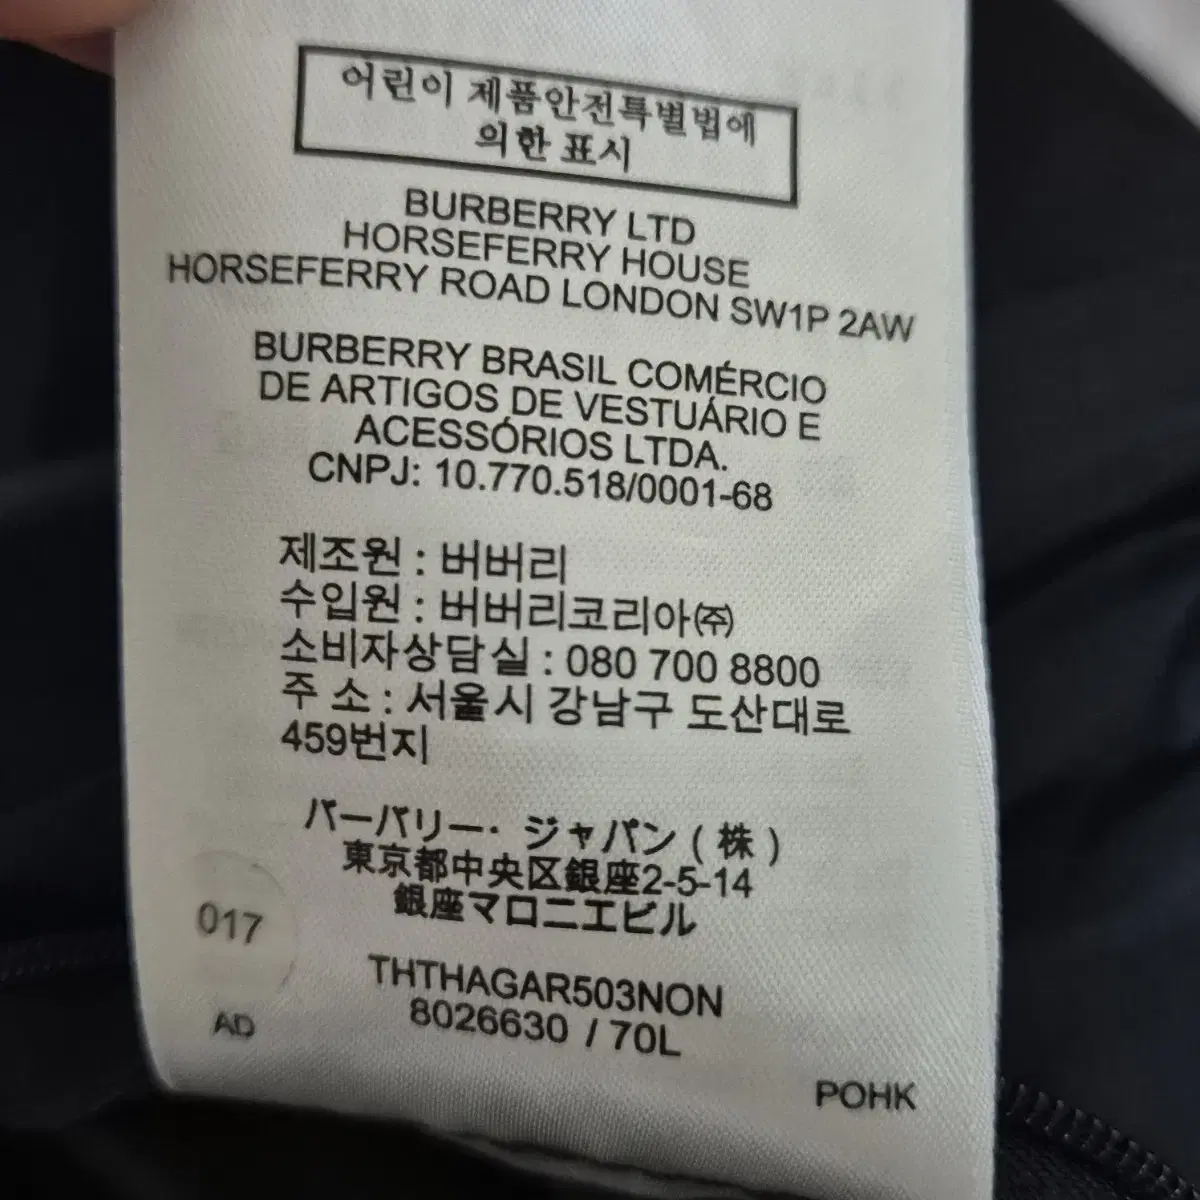 어린이 제품안전특별법에
의한 표시
BURBERRY LTD
HORSEFERRY HOUSE
HORSEFERRY ROAD LONDON SW1P 2AW
BURBERRY BRASIL COMÉRCIO
DE ARTIGOS DE VESTUÁRIO E
ACESSÓRIOS LTDA.
CNPJ: 10.770.518/0001-68
제조원 : 버버리
수입원 : 버버리코리아㈜
소비자상담실 : 080 700 8800
주 소 : 서울시 강남구 도산대로
459번지
バーバリー・ジャパン ( 株 )
東京都中央区銀座2-5-14
銀座マロニエビル
017
AD
THTHAGAR503NON
8026630 / 70L
POHK